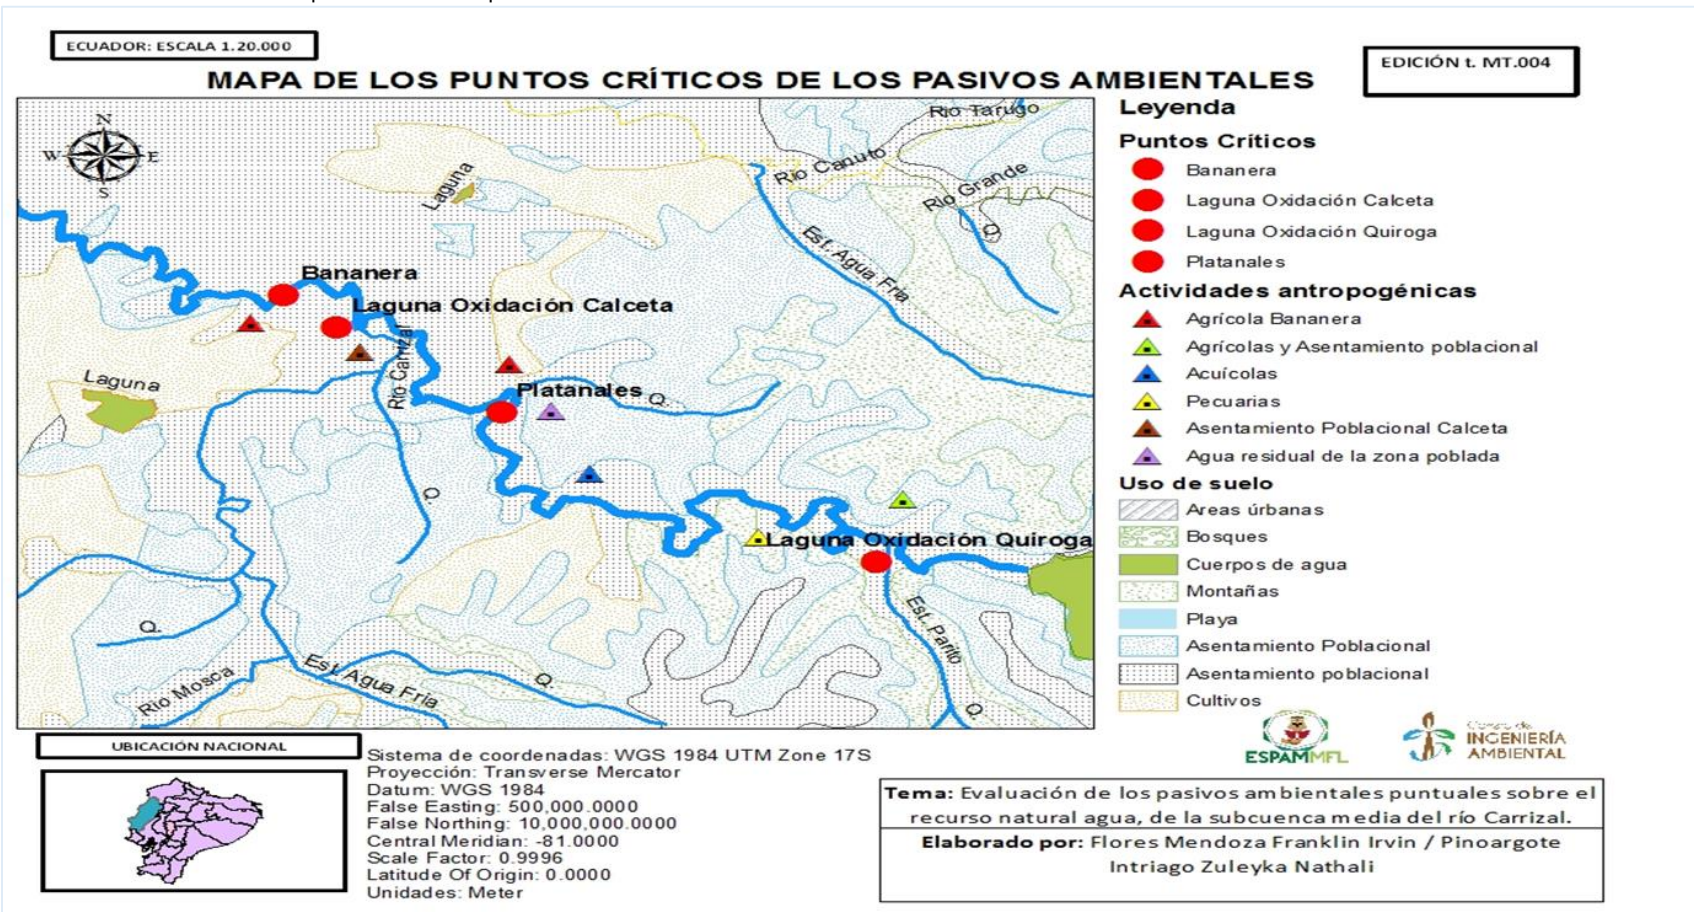 ECUADOR: ESCALA 1.20.000
EDICIÓN t. MT.004
MAPA DE LOS PUNTOS CRÍTICOS DE LOS PASIVOS AMBIENTALES
N
W
E
S
Rio Tarugo
Rio Canuto
Rio Grande
Q.
Laguna
Est. Agua Fria
Bananera
Laguna Oxidación Calceta
Rio Carrizal
Laguna
Platanales
Q.
Q.
Laguna Oxidación Quiroga
Est. Parito
Q.
Rio Mosca
Est. Agua Fría
Q.
Q.
Leyenda
Puntos Críticos
Bananera
Laguna Oxidación Calceta
Laguna Oxidación Quiroga
Platanales
Actividades antropogénicas
Agrícola Bananera
Agrícolas y Asentamiento poblacional
Acuícolas
Pecuarias
Asentamiento Poblacional Calceta
Agua residual de la zona poblada
Uso de suelo
Areas úrbanas
Bosques
Cuerpos de agua
Montañas
Playa
Asentamiento Poblacional
Asentamiento poblacional
Cultivos
ESPAMMFL
INGENIERÍA
AMBIENTAL
UBICACIÓN NACIONAL
Sistema de coordenadas: WGS 1984 UTM Zone 17S
Proyección: Transverse Mercator
Datum: WGS 1984
False Easting: 500,000.0000
False Northing: 10,000,000.0000
Central Meridian: -81.0000
Scale Factor: 0.9996
Latitude Of Origin: 0.0000
Unidades: Meter
Tema: Evaluación de los pasivos ambientales puntuales sobre el
recurso natural agua, de la subcuenca media del río Carrizal.
Elaborado por: Flores Mendoza Franklin Irvin / Pinoargote
Intriago Zuleyka Nathali